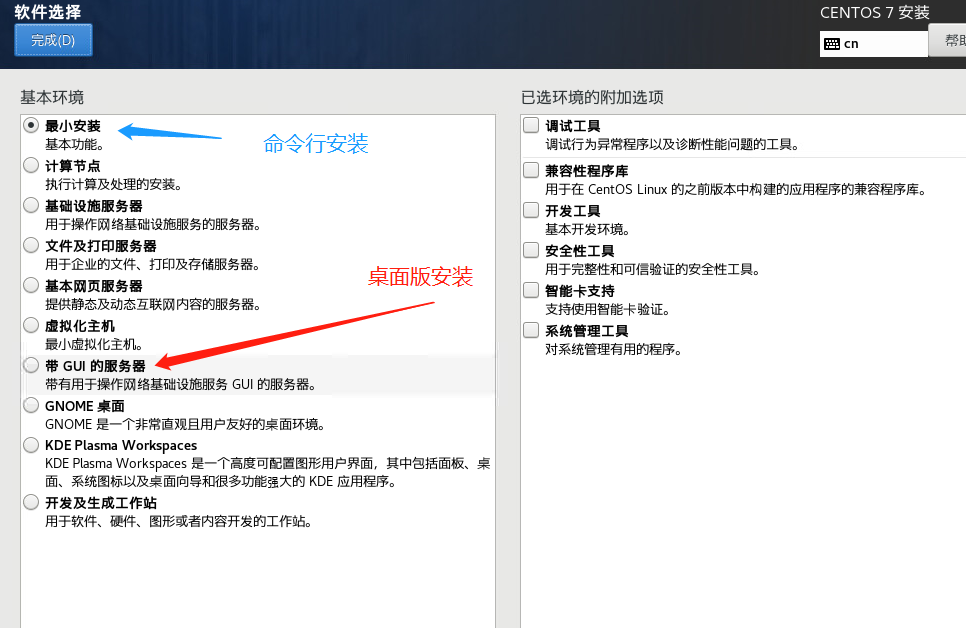 软件选择
CENTOS 7 安装
完成(D)
cn
基本环境
已选环境的附加选项
最小安装
基本功能。
命令行安装
计算节点
执行计算及处理的安装。
基础设施服务器
用于操作网络基础设施服务的服务器。
文件及打印服务器
用于企业的文件、打印及存储服务器。
桌面版安装
基本网页服务器
提供静态及动态互联网内容的服务器。
虚拟化主机
最小虚拟化主机。
带 GUI 的服务器
带有用于操作网络基础设施服务 GUI 的服务器。
GNOME 桌面
GNOME 是一个非常直观且用户友好的桌面环境。
KDE Plasma Workspaces
KDE Plasma Workspaces 是一个高度可配置图形用户界面，其中包括面板、桌
面、系统图标以及桌面向导和很多功能强大的 KDE 应用程序。
开发及生成工作站
用于软件、硬件、图形或者内容开发的工作站。
调试工具
调试行为异常程序以及诊断性能问题的工具。
兼容性程序库
用于在 CentOS Linux 的之前版本中构建的应用程序的兼容程序库。
开发工具
基本开发环境。
安全性工具
用于完整性和可信验证的安全性工具。
智能卡支持
支持使用智能卡验证。
系统管理工具
对系统管理有用的程序。